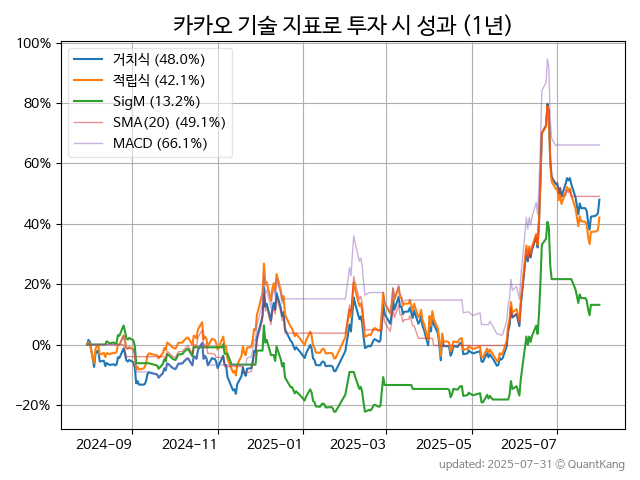 카카오 기술 지표로 투자 시 성과 (1년)
100%
80%
60%
40%
20%
0%
−20%
거치식 (48.0%)
적립식 (42.1%)
SigM (13.2%)
SMA(20) (49.1%)
MACD (66.1%)
2024-09
2024-11
2025-01
2025-03
2025-05
2025-07
updated: 2025-07-31 © QuantKang